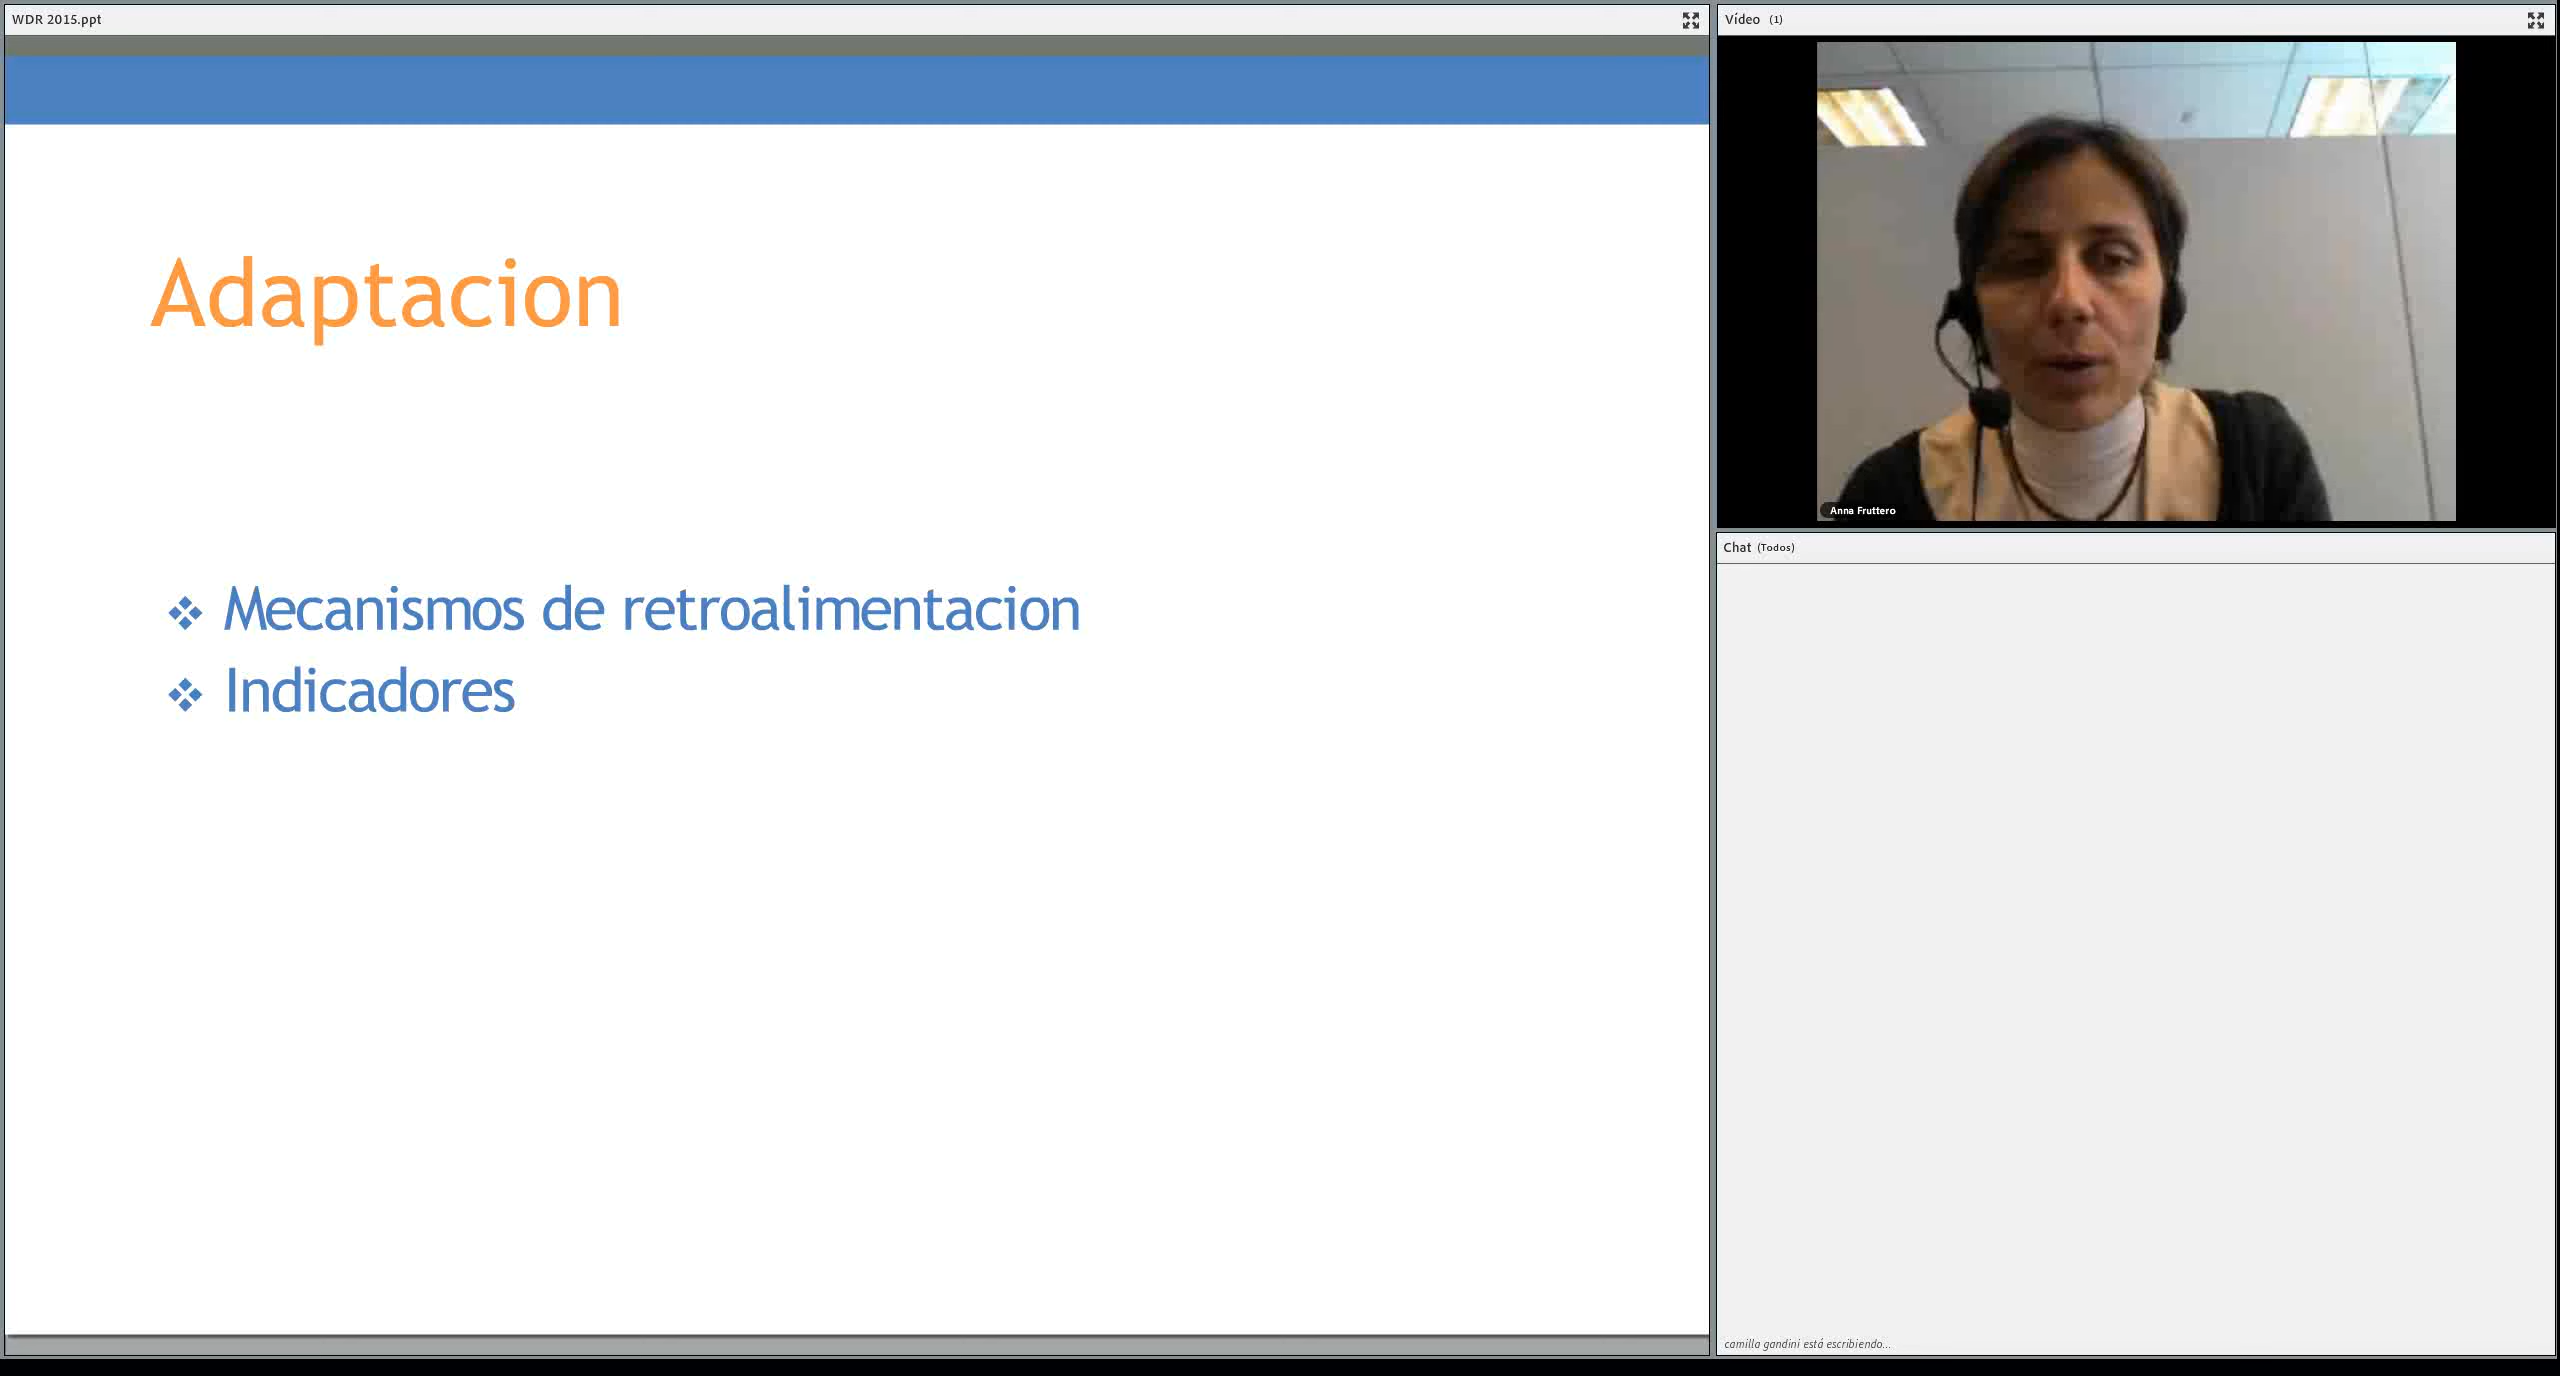 WDR 2015.ppt
Adaptacion
❖ Mecanismos de retroalimentacion
❖ Indicadores
Vídeo (1)
Anna Fruttero
Chat (Todos)
camilla gandini está escribiendo...